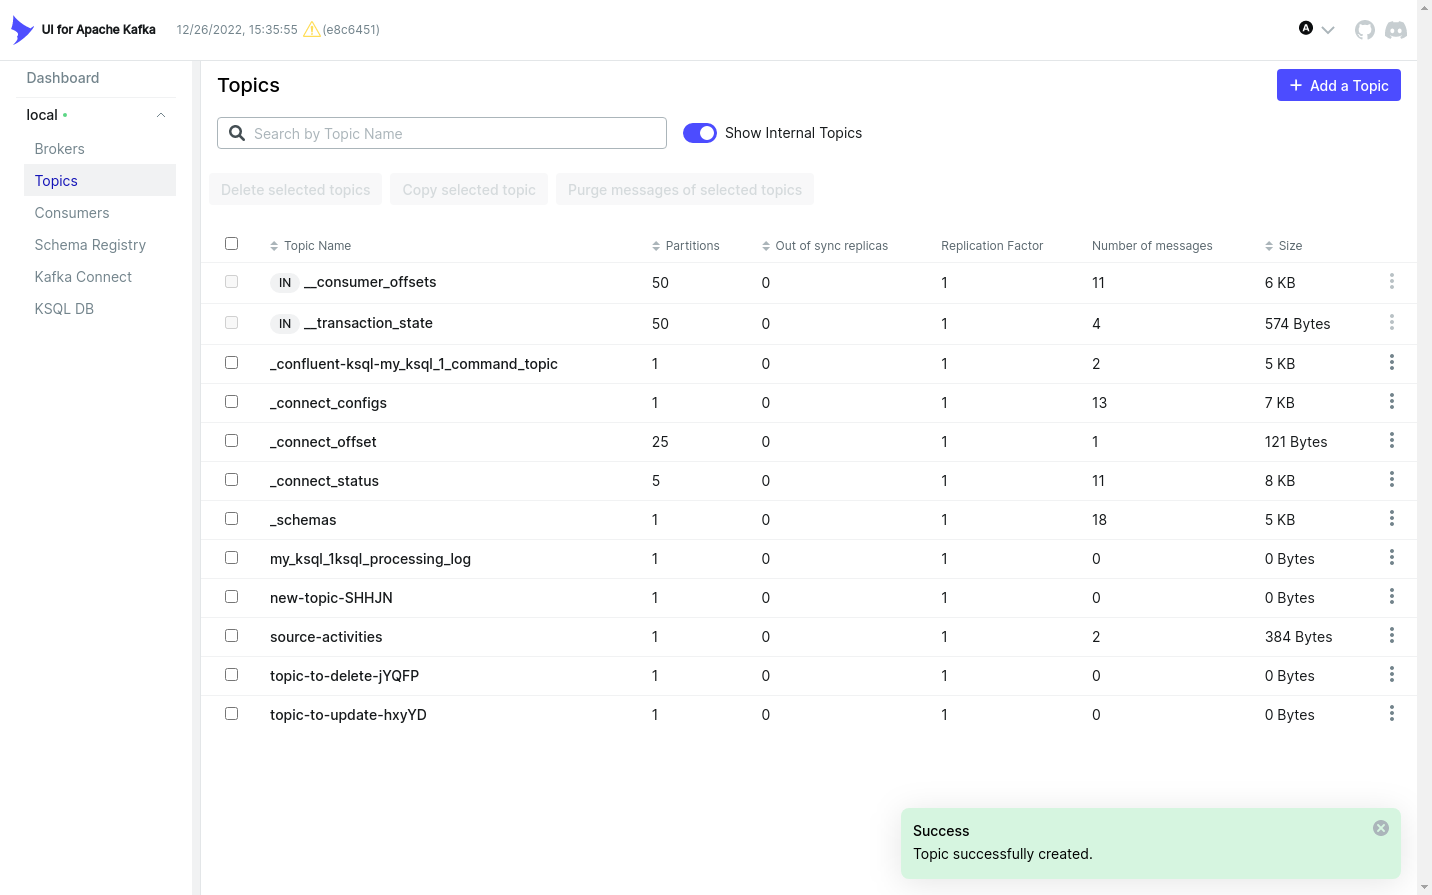 UI for Apache Kafka 12/26/2022, 15:35:55 (e8c6451) A
Dashboard
local
Brokers
Topics
Consumers
Schema Registry
Kafka Connect
KSQL DB
Topics
Add a Topic
Search by Topic Name
Show Internal Topics
Delete selected topics Copy selected topic Purge messages of selected topics
Topic Name Partitions Out of sync replicas Replication Factor Number of messages Size
IN __consumer_offsets 50 0 1 11 6 KB
IN __transaction_state 50 0 1 4 574 Bytes
_confluent-ksql-my_ksql_1_command_topic 1 0 1 2 5 KB
_connect_configs 1 0 1 13 7 KB
_connect_offset 25 0 1 1 121 Bytes
_connect_status 5 0 1 11 8 KB
_schemas 1 0 1 18 5 KB
my_ksql_1ksql_processing_log 1 0 1 0 0 Bytes
new-topic-SHHJN 1 0 1 0 0 Bytes
source-activities 1 0 1 2 384 Bytes
topic-to-delete-jYQFP 1 0 1 0 0 Bytes
topic-to-update-hxyYD 1 0 1 0 0 Bytes
Success
Topic successfully created.